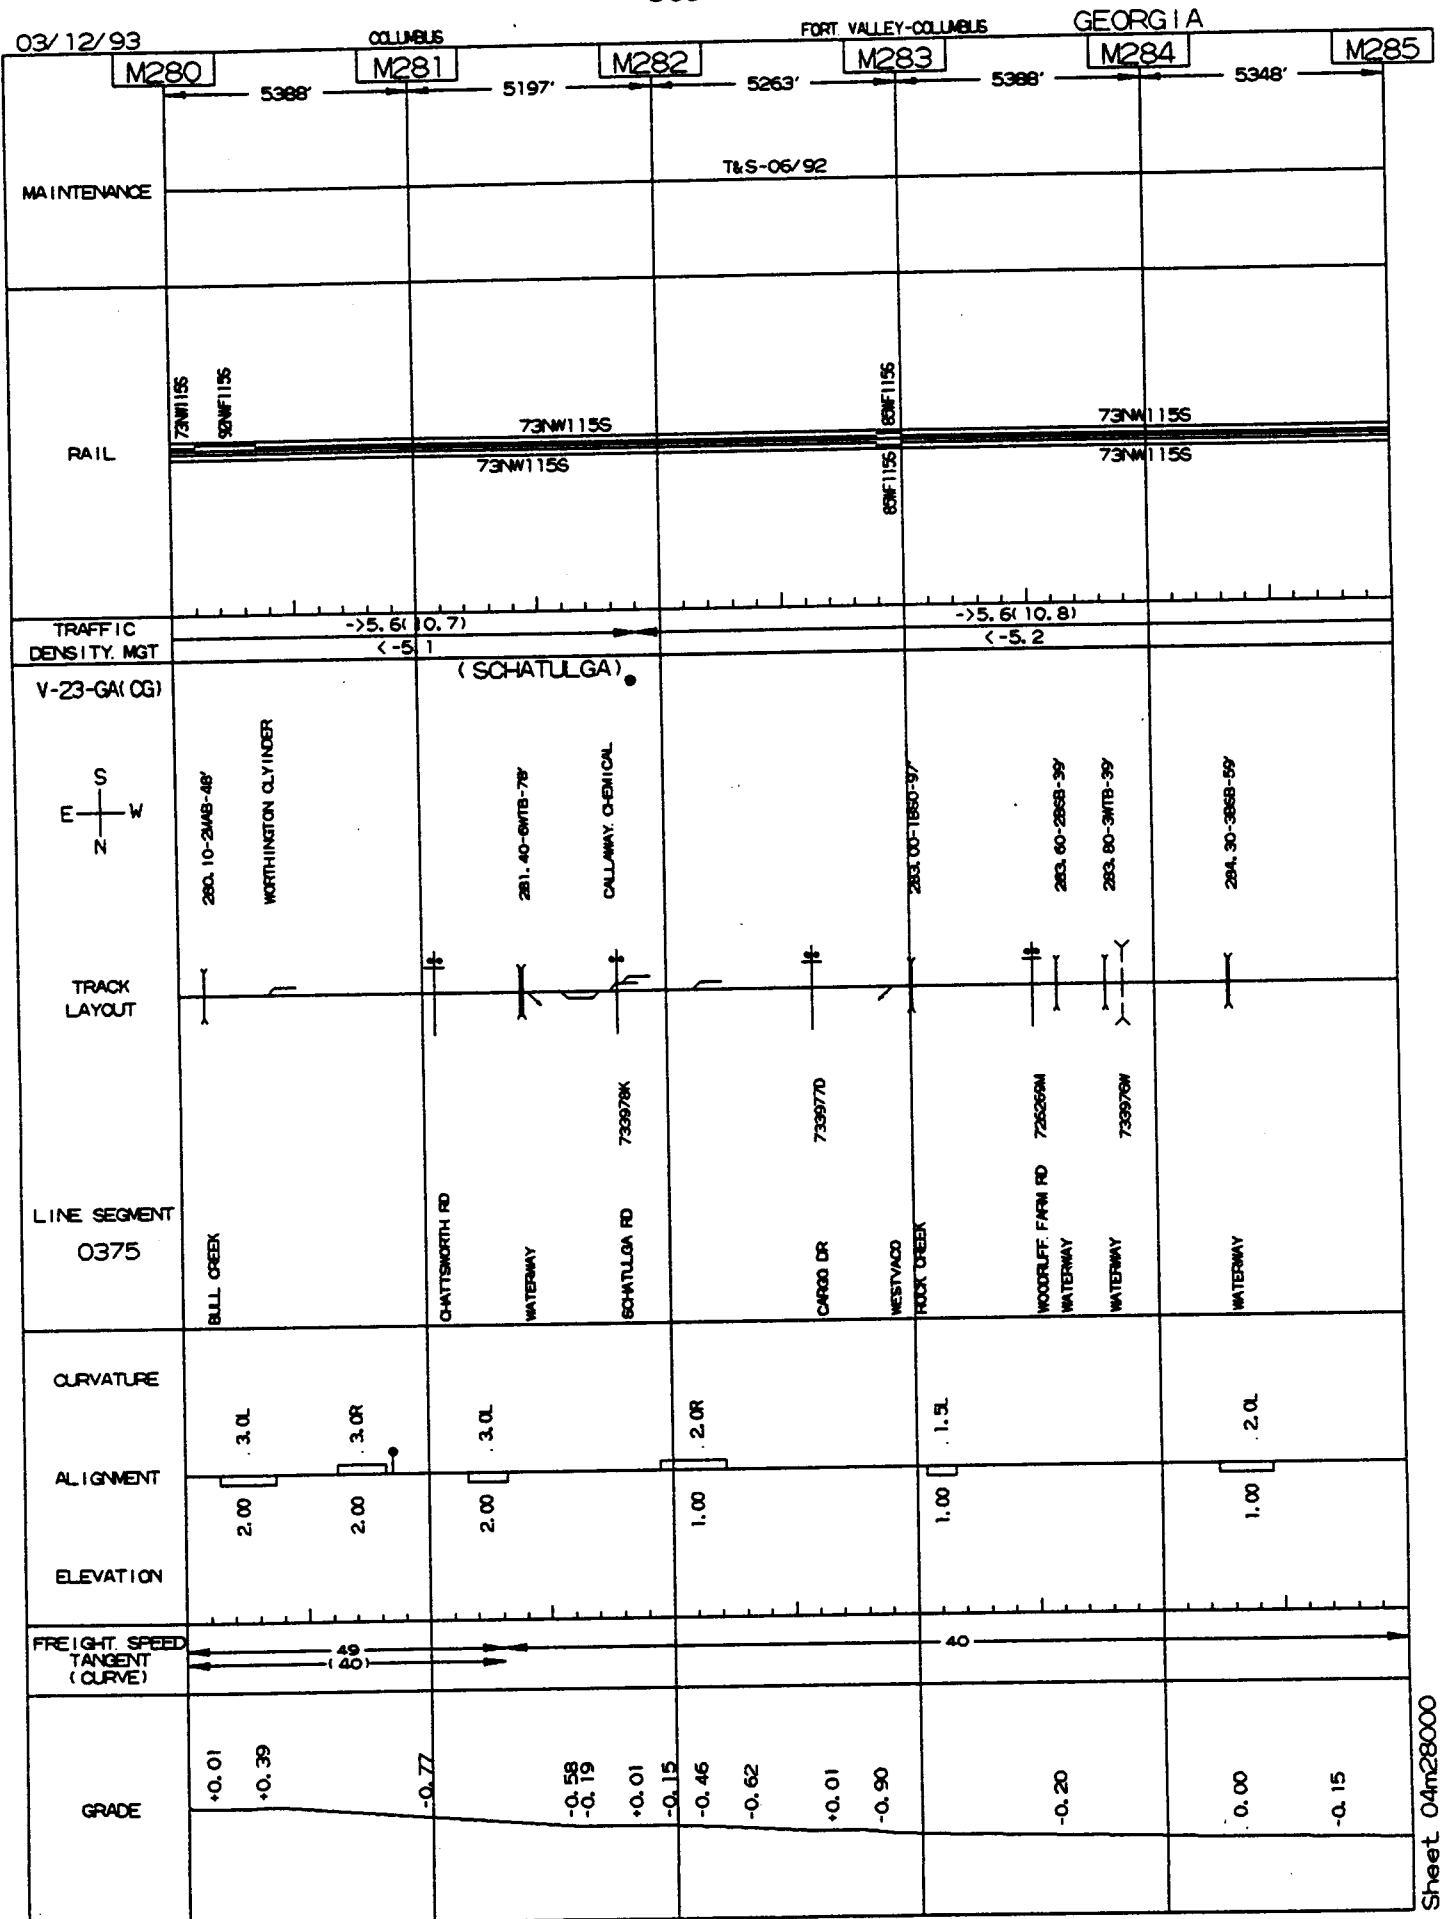 03/12/93
COLUMBUS
FORT. VALLEY-COLUMBUS
GEORGIA
M280
M281
M282
M283
M284
M285
5388'
5197'
5263'
5388'
5348'
MAINTENANCE
T&S-06/92
RAIL
73NW115S
92NWF115S
73NW115S
73NW115S
85WF115S
85WF115S
73NW115S
73NW115S
TRAFFIC
DENSITY. MGT
->5.6(10.7)
<-5.1
->5.6(10.8)
<-5.2
V-23-GA(CG)
(SCHATULGA)
S
E W
N
280.10-2WAB-48'
WORTHINGTON CLYINDER
281.40-6WTB-78'
CALLAWAY. CHEMICAL
283.00-1BSO-97'
283.60-2BSB-39'
283.80-3WTB-39'
284.30-3BSB-59'
TRACK
LAYOUT
733978K
733977D
726269M
733976W
LINE SEGMENT
0375
BULL CREEK
CHATTSWORTH RD
WATERWAY
SCHATULGA RD
CARGO DR
WESTVACO
ROCK CREEK
WOODRUFF. FARM RD
WATERWAY
WATERWAY
WATERWAY
CURVATURE
3.0L
3.0R
3.0L
2.0R
1.5L
2.0L
ALIGNMENT
2.00
2.00
2.00
1.00
1.00
1.00
ELEVATION
FREIGHT. SPEED
TANGENT
(CURVE)
49
(40)
40
GRADE
+0.01
+0.39
-0.77
-0.58
-0.19
+0.01
-0.15
-0.46
-0.62
+0.01
-0.90
-0.20
0.00
-0.15
Sheet 04m28000